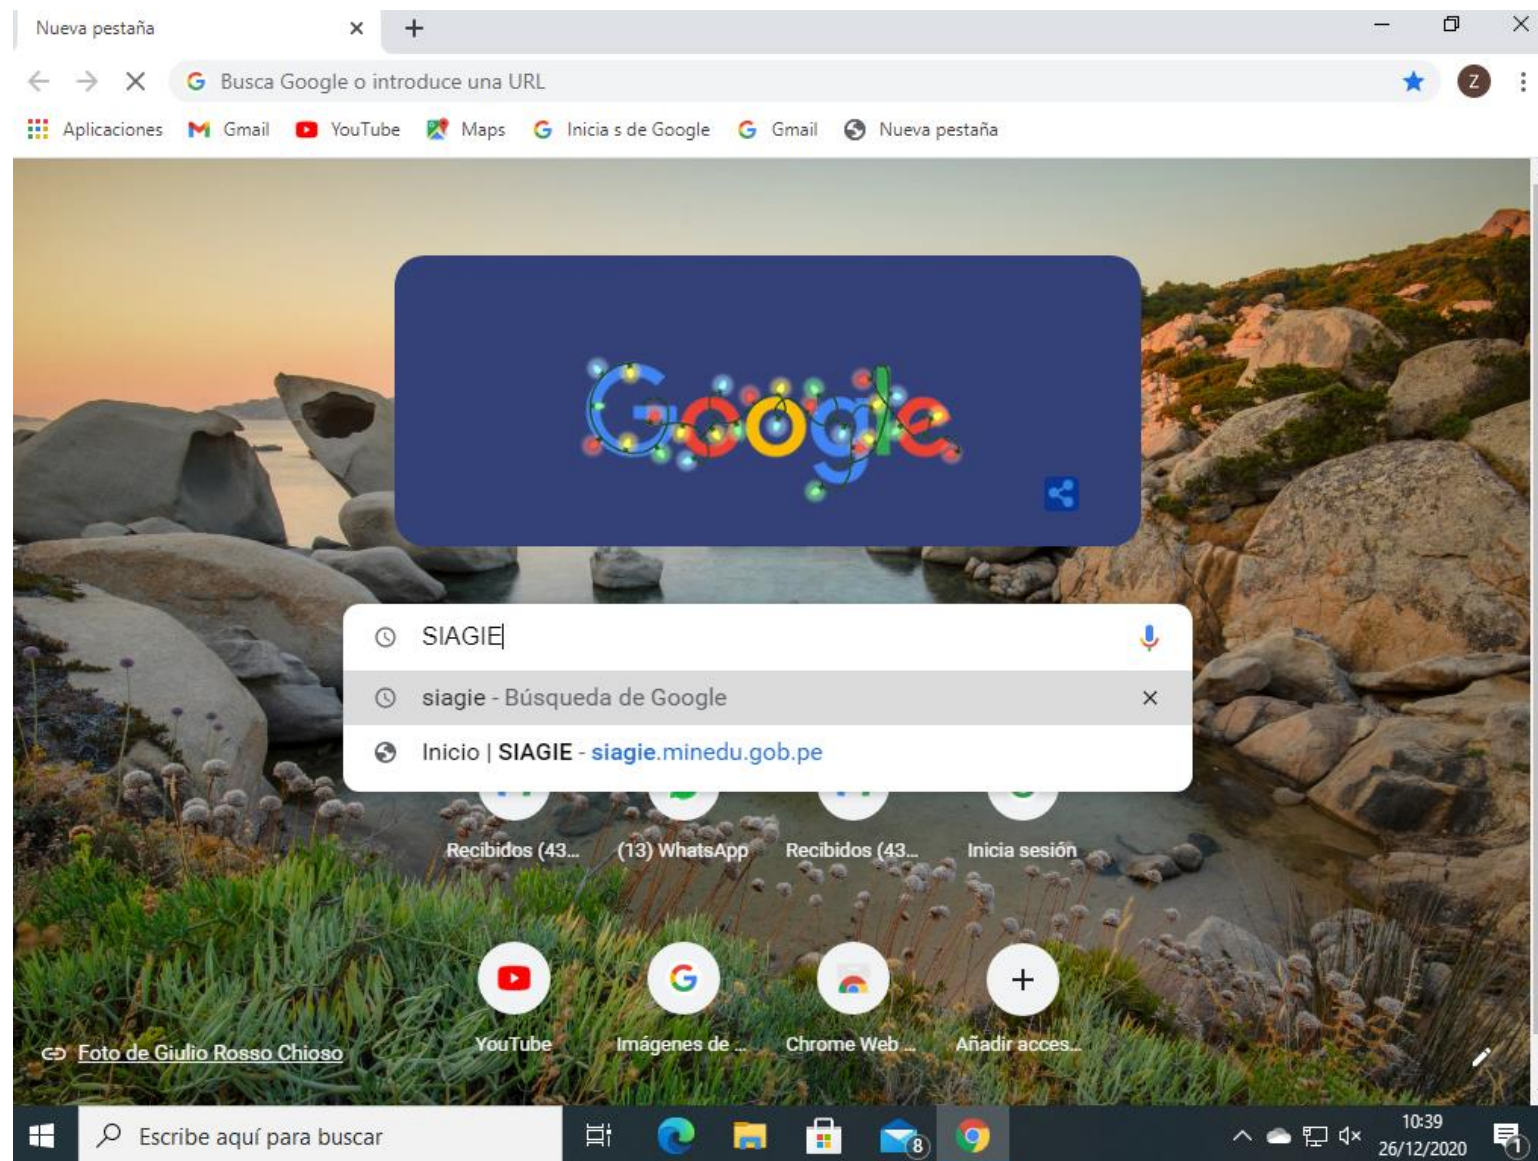 Nueva pestaña
Busca Google o introduce una URL
Z
Aplicaciones Gmail YouTube Maps Inicia s de Google Gmail Nueva pestaña
Google
SIAGIE
siagie - Búsqueda de Google
Inicio | SIAGIE - siagie.minedu.gob.pe
Recibidos (43... (13) WhatsApp Recibidos (43... Inicia sesión
YouTube Imágenes de ... Chrome Web ... Añadir acces...
Foto de Giulio Rosso Chioso
Escribe aquí para buscar
8
10:39
26/12/2020
1